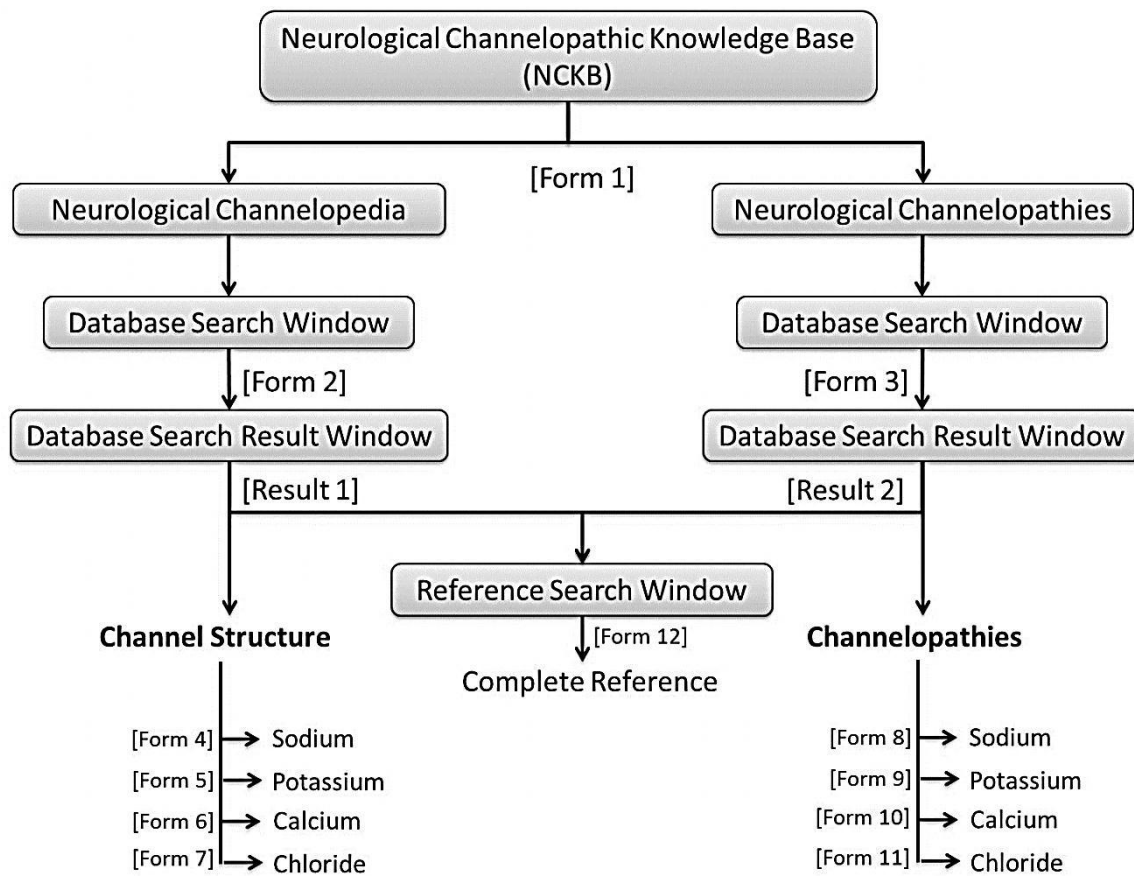 Neurological Channelopathic Knowledge Base
(NCKB)
[Form 1]
Neurological Channelopedia
Neurological Channelopathies
Database Search Window
Database Search Window
[Form 2]
[Form 3]
Database Search Result Window
Database Search Result Window
[Result 1]
[Result 2]
Reference Search Window
[Form 12]
Complete Reference
Channel Structure
Channelopathies
[Form 4] Sodium
[Form 5] Potassium
[Form 6] Calcium
[Form 7] Chloride
[Form 8] Sodium
[Form 9] Potassium
[Form 10] Calcium
[Form 11] Chloride